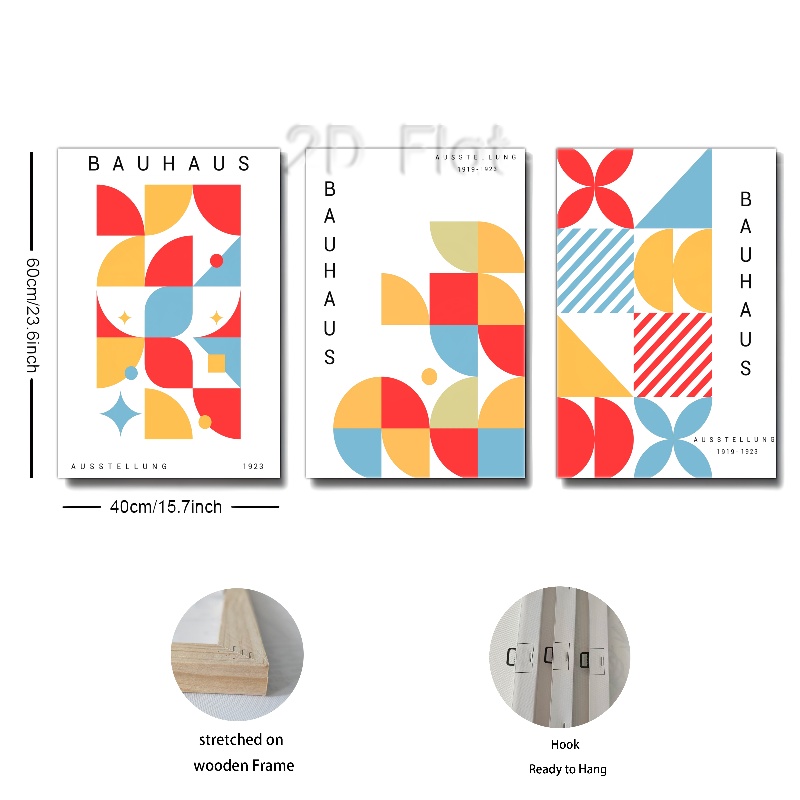 2D Flat
BAUHAUS
AUSSTELLUNG 1923
BAUHAUS
AUSSTELLUNG
1919-1923
BAUHAUS
AUSSTELLUNG
1919-1923
60cm/23.6inch
40cm/15.7inch
stretched on
wooden Frame
Hook
Ready to Hang